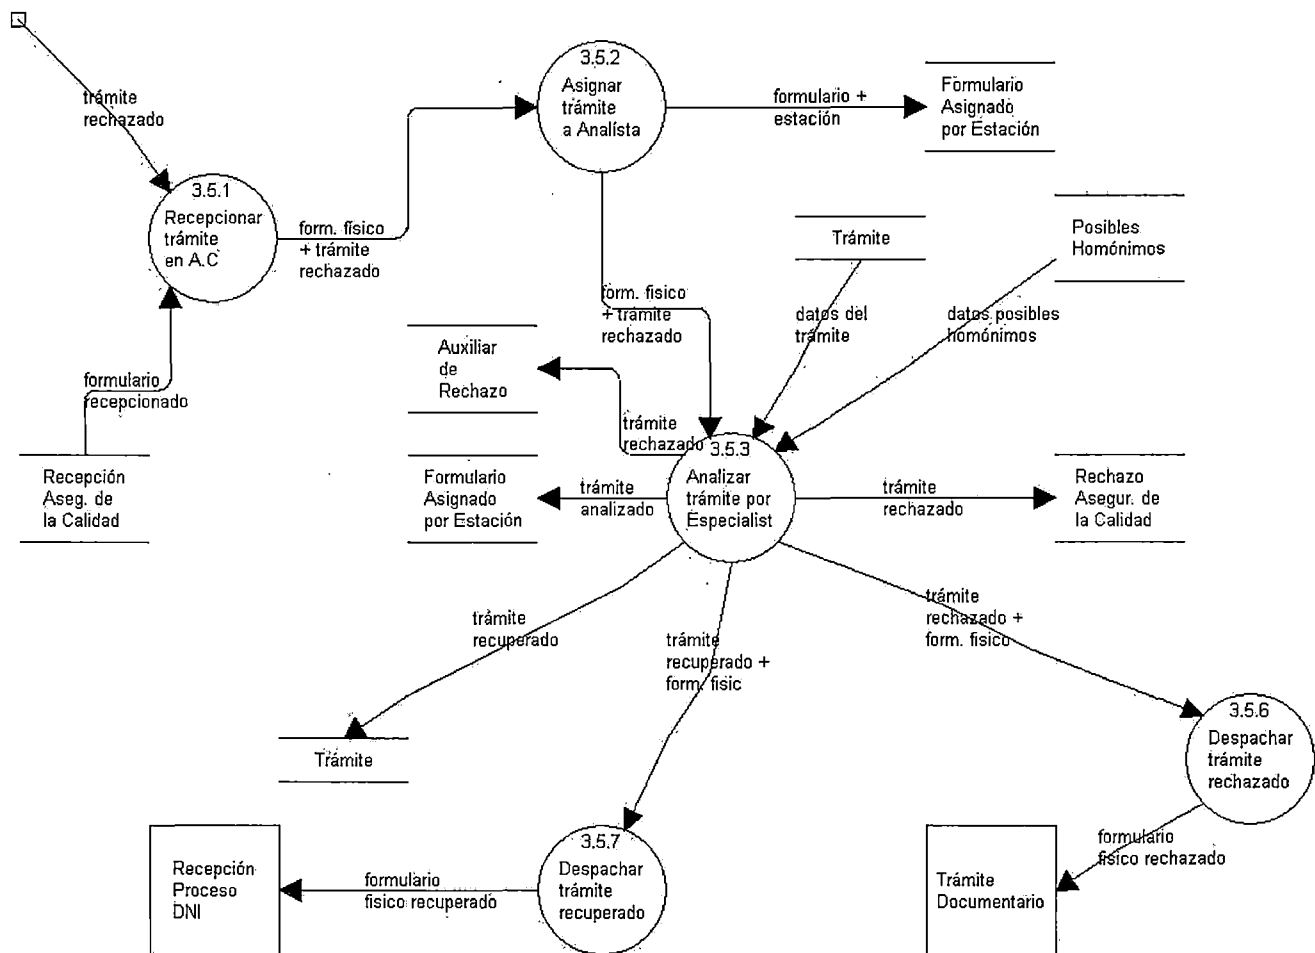 trámite
rechazado
3.5.1
Recepcionar
trámite
en A.C
form. físico
+ trámite
rechazado
3.5.2
Asignar
trámite
a Analísta
formulario +
estación
Formulario
Asignado
por Estación
formulario
recepcionado
Recepción
Aseg. de
la Calidad
form. fisico
+ trámite
rechazado
Trámite
datos del
trámite
Posibles
Homónimos
datos posibles
homónimos
Auxiliar
de
Rechazo
trámite
rechazado
Formulario
Asignado
por Estación
trámite
analizado
3.5.3
Analizar
trámite por
Especialist
trámite
rechazado
Rechazo
Asegur. de
la Calidad
trámite
recuperado
trámite
recuperado +
form. fisic
trámite
rechazado +
form. fisico
Trámite
3.5.6
Despachar
trámite
rechazado
formulario
fisico rechazado
Trámite
Documentario
3.5.7
Despachar
trámite
recuperado
formulario
fisico recuperado
Recepción
Proceso
DNI